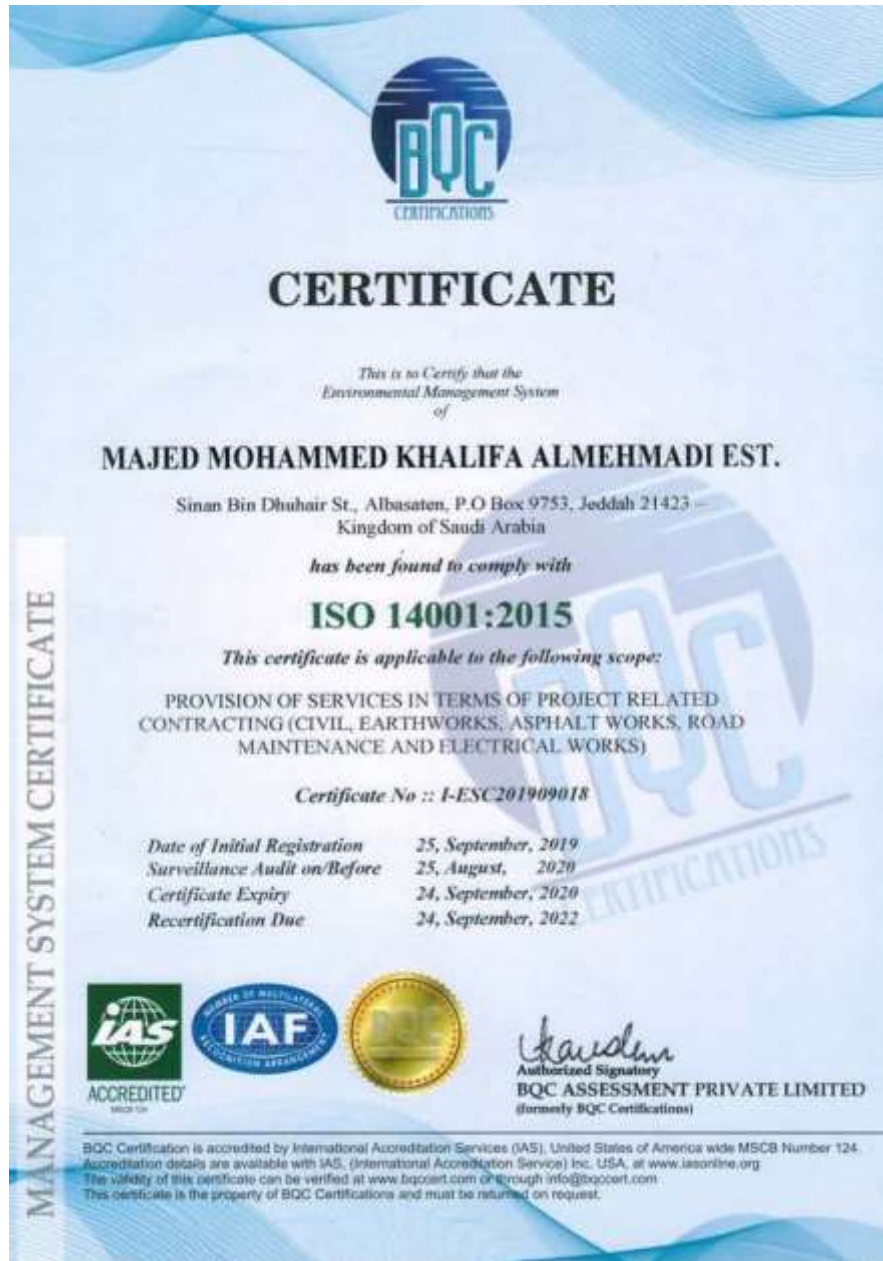 BQC
CERTIFICATIONS
CERTIFICATE
This is to Certify that the
Environmental Management System
of
MAJED MOHAMMED KHALIFA ALMEHMADI EST.
Sinan Bin Dhuhair St., Albasaten, P.O Box 9753, Jeddah 21423 –
Kingdom of Saudi Arabia
has been found to comply with
ISO 14001:2015
This certificate is applicable to the following scope:
PROVISION OF SERVICES IN TERMS OF PROJECT RELATED
CONTRACTING (CIVIL, EARTHWORKS, ASPHALT WORKS, ROAD
MAINTENANCE AND ELECTRICAL WORKS)
Certificate No :: I-ESC201909018
Date of Initial Registration 25, September, 2019
Surveillance Audit on/Before 25, August, 2020
Certificate Expiry 24, September, 2020
Recertification Due 24, September, 2022
MANAGEMENT SYSTEM CERTIFICATE
BQC
CERTIFICATIONS
IAS
ACCREDITED
MEMBER OF MULTILATERAL
IAF
RECOGNITION ARRANGEMENT
BQC
Authorized Signatory
BQC ASSESSMENT PRIVATE LIMITED
(formerly BQC Certifications)
BQC Certification is accredited by International Accreditation Services (IAS), United States of America wide MSCB Number 124.
Accreditation details are available with IAS, (International Accreditation Service) Inc. USA, at www.iasonline.org
The validity of this certificate can be verified at www.bqccert.com or through info@bqccert.com
This certificate is the property of BQC Certifications and must be returned on request.